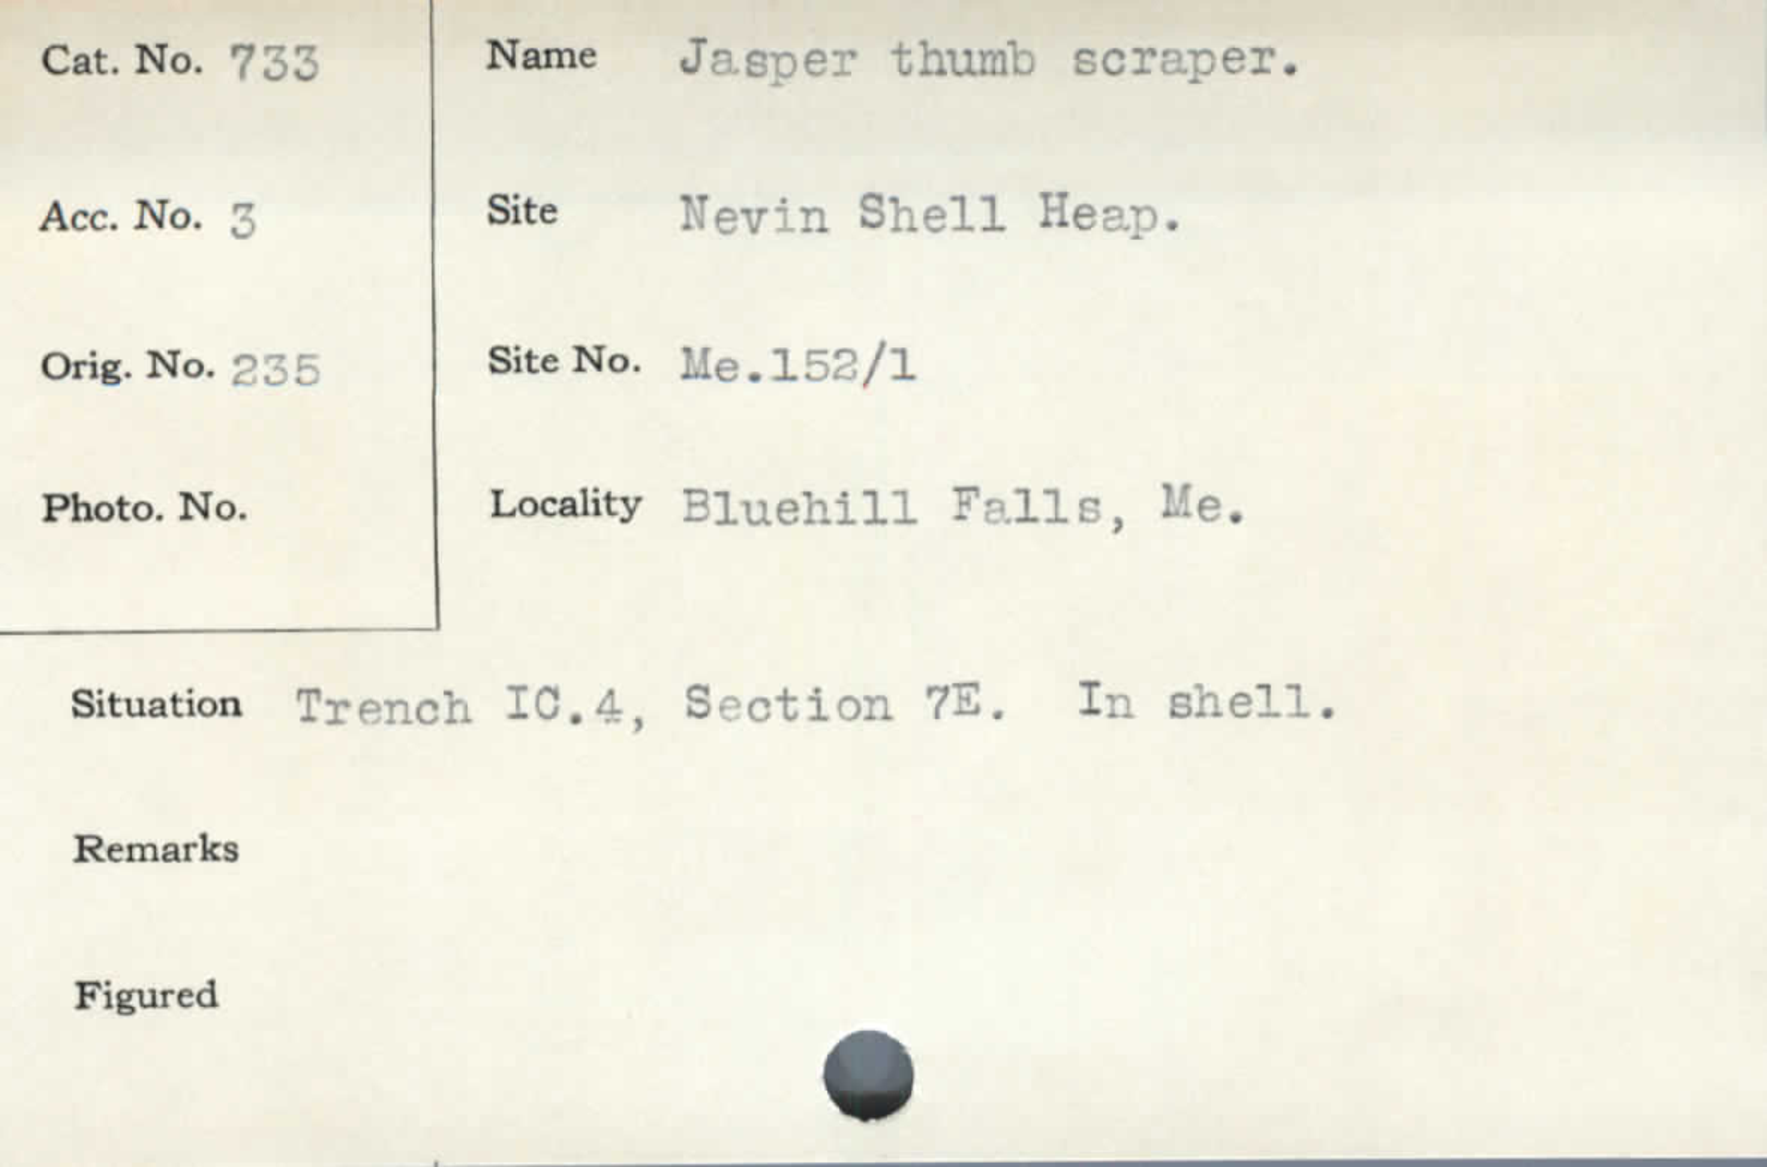 Cat. No. 733
Name Jasper thumb scraper.
Acc. No. 3
Site Nevin Shell Heap.
Orig. No. 235
Site No. Me.152/1
Photo. No.
Locality Bluehill Falls, Me.
Situation Trench IC.4, Section 7E. In shell.
Remarks
Figured